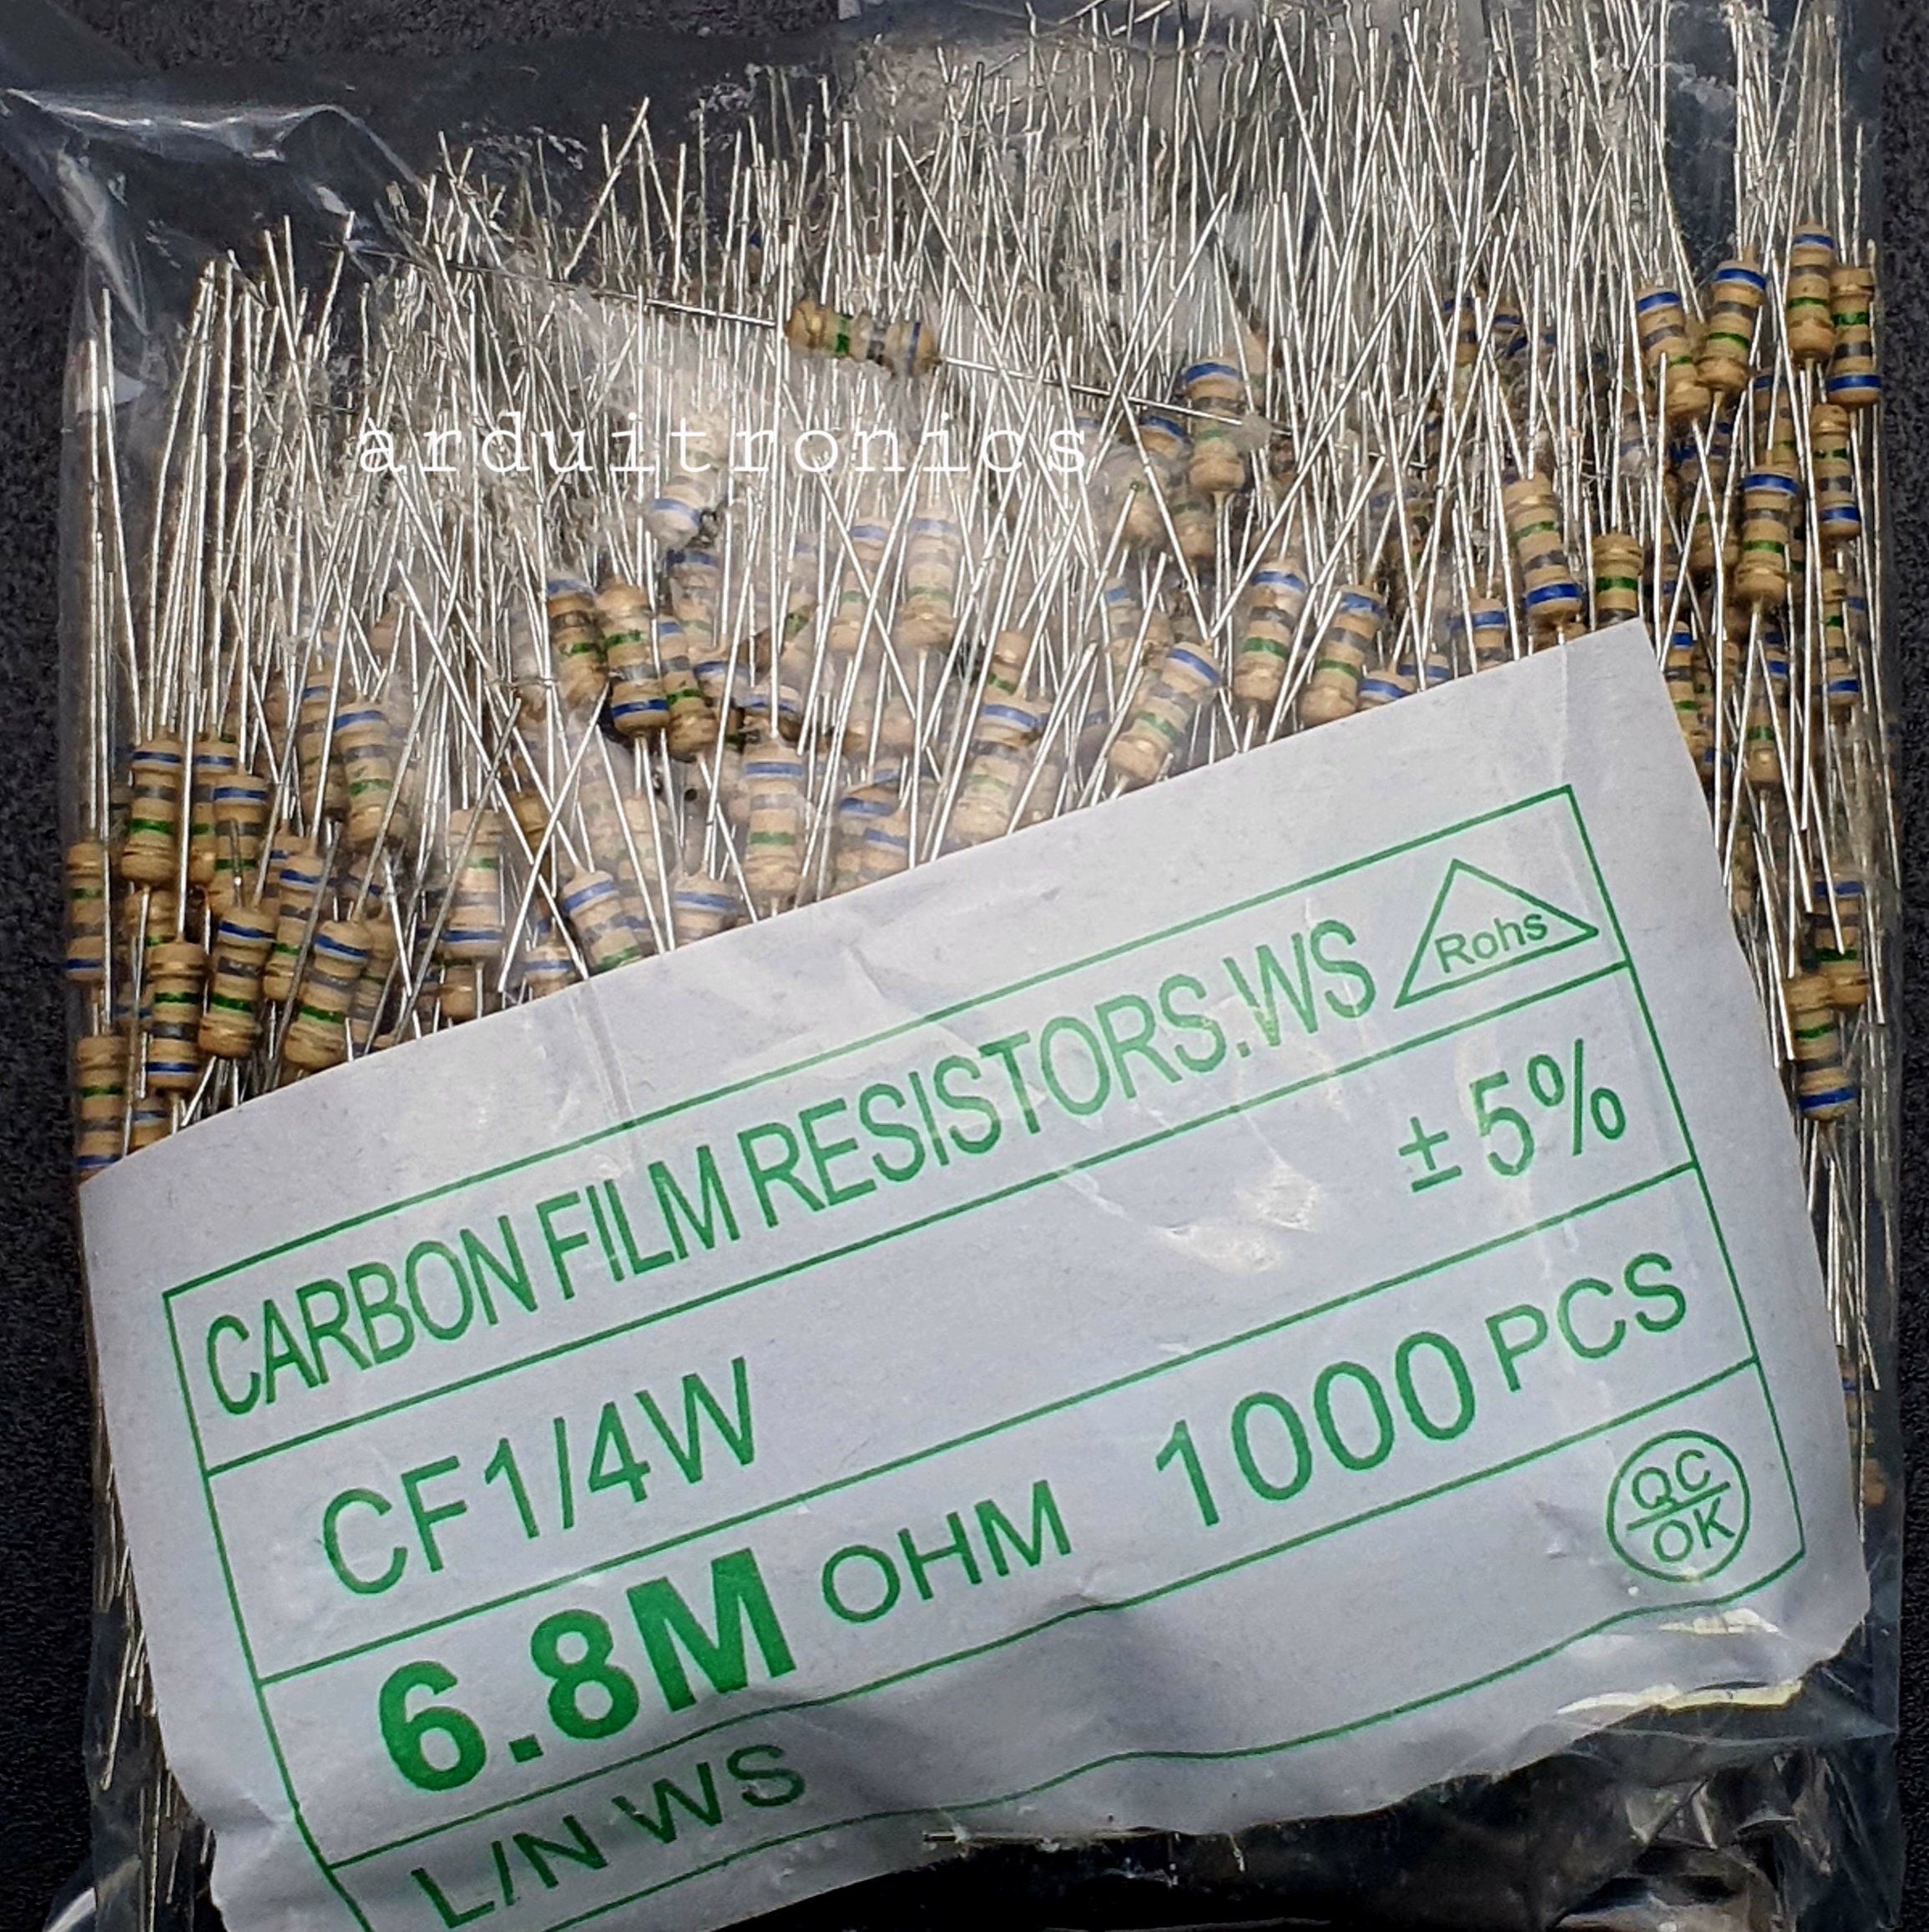 arduitronics
CARBON FILM RESISTORS.WS Rohs
CF1/4W ± 5%
6.8M OHM 1000 PCS
L/N WS QC OK